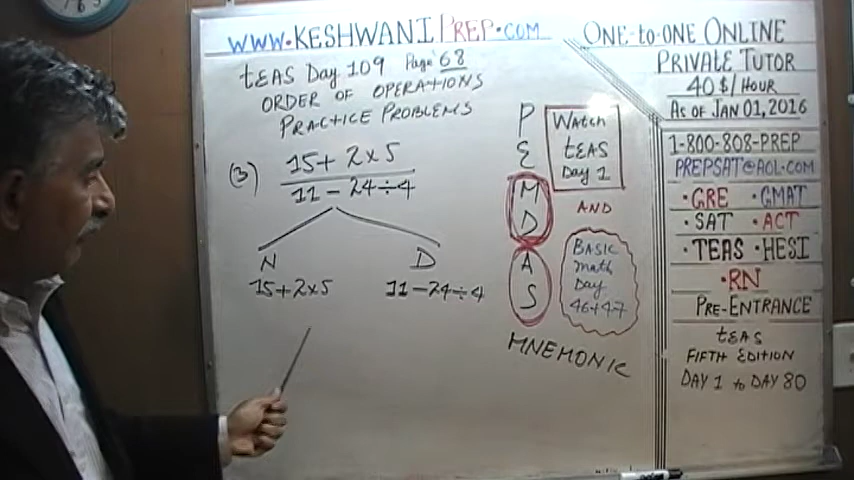 www.KESHWANIPREP.com
tEAS Day 109 Page 68
ORDER OF OPERATIONS
PRACTICE PROBLEMS
(3) 15+ 2×5
11 - 24÷4
N
15+2×5
D
11-24÷4
P
E
M
D
A
S
MNEMONIC
Watch
tEAS
Day 1
AND
BASIC
math
Day
46+47
ONE-to-ONE ONLINE
PRIVATE TUTOR
40$/HOUR
As of JAN 01, 2016
1-800-808-PREP
PREPSAT@AOL.COM
•GRE •GMAT
•SAT •ACT
•TEAS •HESI
•RN
PRE-ENTRANCE
tEAS
FIFTH EDITION
DAY 1 to DAY 80